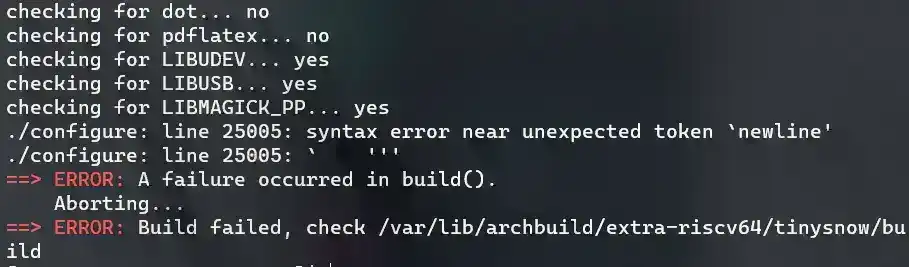 checking for dot... no
checking for pdflatex... no
checking for LIBUDEV... yes
checking for LIBUSB... yes
checking for LIBMAGICK_PP... yes
./configure: line 25005: syntax error near unexpected token `newline'
./configure: line 25005: `    '''
==> ERROR: A failure occurred in build().
    Aborting...
==> ERROR: Build failed, check /var/lib/archbuild/extra-riscv64/tinysnow/bu
ild